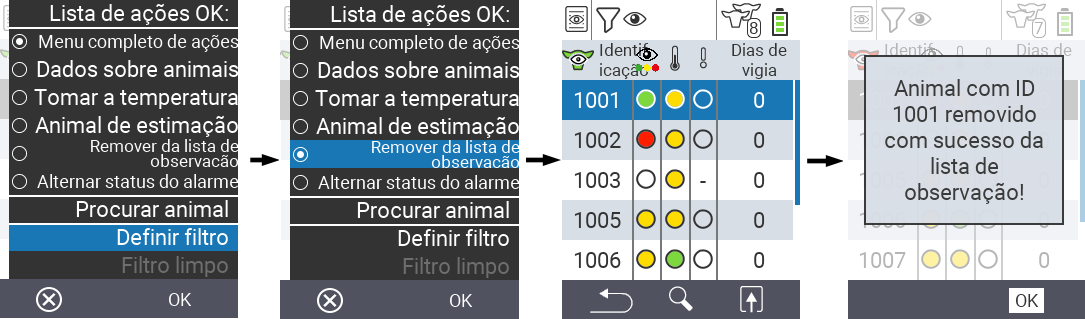 Lista de ações OK:
Menu completo de ações
Dados sobre animais
Tomar a temperatura
Animal de estimação
Remover da lista de
observacão
Alternar status do alarme
Procurar animal
Definir filtro
Filtro limpo
OK
Lista de ações OK:
Menu completo de ações
Dados sobre animais
Tomar a temperatura
Animal de estimação
Remover da lista de
observacão
Alternar status do alarme
Procurar animal
Definir filtro
Filtro limpo
OK
8
Identif
icação
Dias de
vigia
1001 0
1002 0
1003 - 0
1005 0
1006 0
7
Identif
Dias de
Animal com ID
1001 removido
com sucesso da
lista de
observação!
1007 0
OK